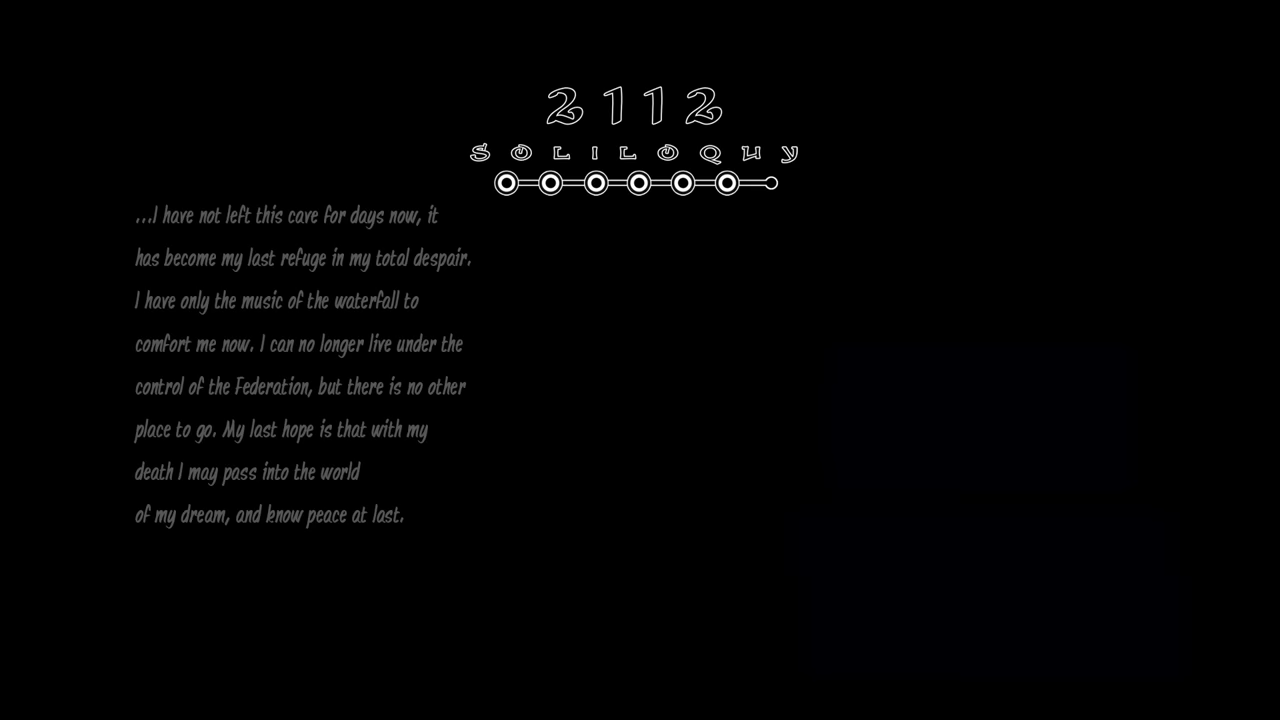 2112
SOLILOQUY
...I have not left this cave for days now, it
has become my last refuge in my total despair.
I have only the music of the waterfall to
comfort me now. I can no longer live under the
control of the Federation, but there is no other
place to go. My last hope is that with my
death I may pass into the world
of my dream, and know peace at last.